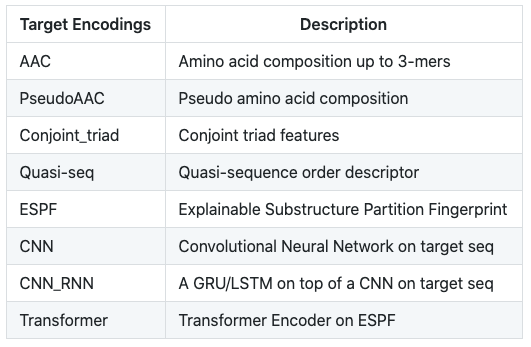 Target Encodings Description
AAC Amino acid composition up to 3-mers
PseudoAAC Pseudo amino acid composition
Conjoint_triad Conjoint triad features
Quasi-seq Quasi-sequence order descriptor
ESPF Explainable Substructure Partition Fingerprint
CNN Convolutional Neural Network on target seq
CNN_RNN A GRU/LSTM on top of a CNN on target seq
Transformer Transformer Encoder on ESPF